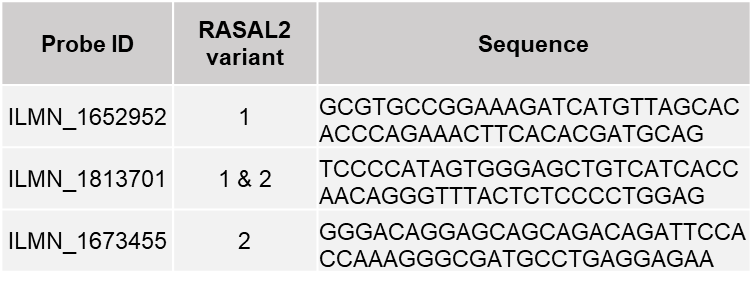 Probe ID
RASAL2
variant
Sequence
ILMN_1652952
1
GCGTGCCGGAAAGATCATGTTAGCAC
ACCCAGAAACTTCACACGATGCAG
ILMN_1813701
1 & 2
TCCCCATAGTGGGAGCTGTCATCACC
AACAGGGTTTACTCTCCCCTGGAG
ILMN_1673455
2
GGGACAGGAGCAGCAGACAGATTCCA
CCAAAGGGCGATGCCTGAGGAGAA